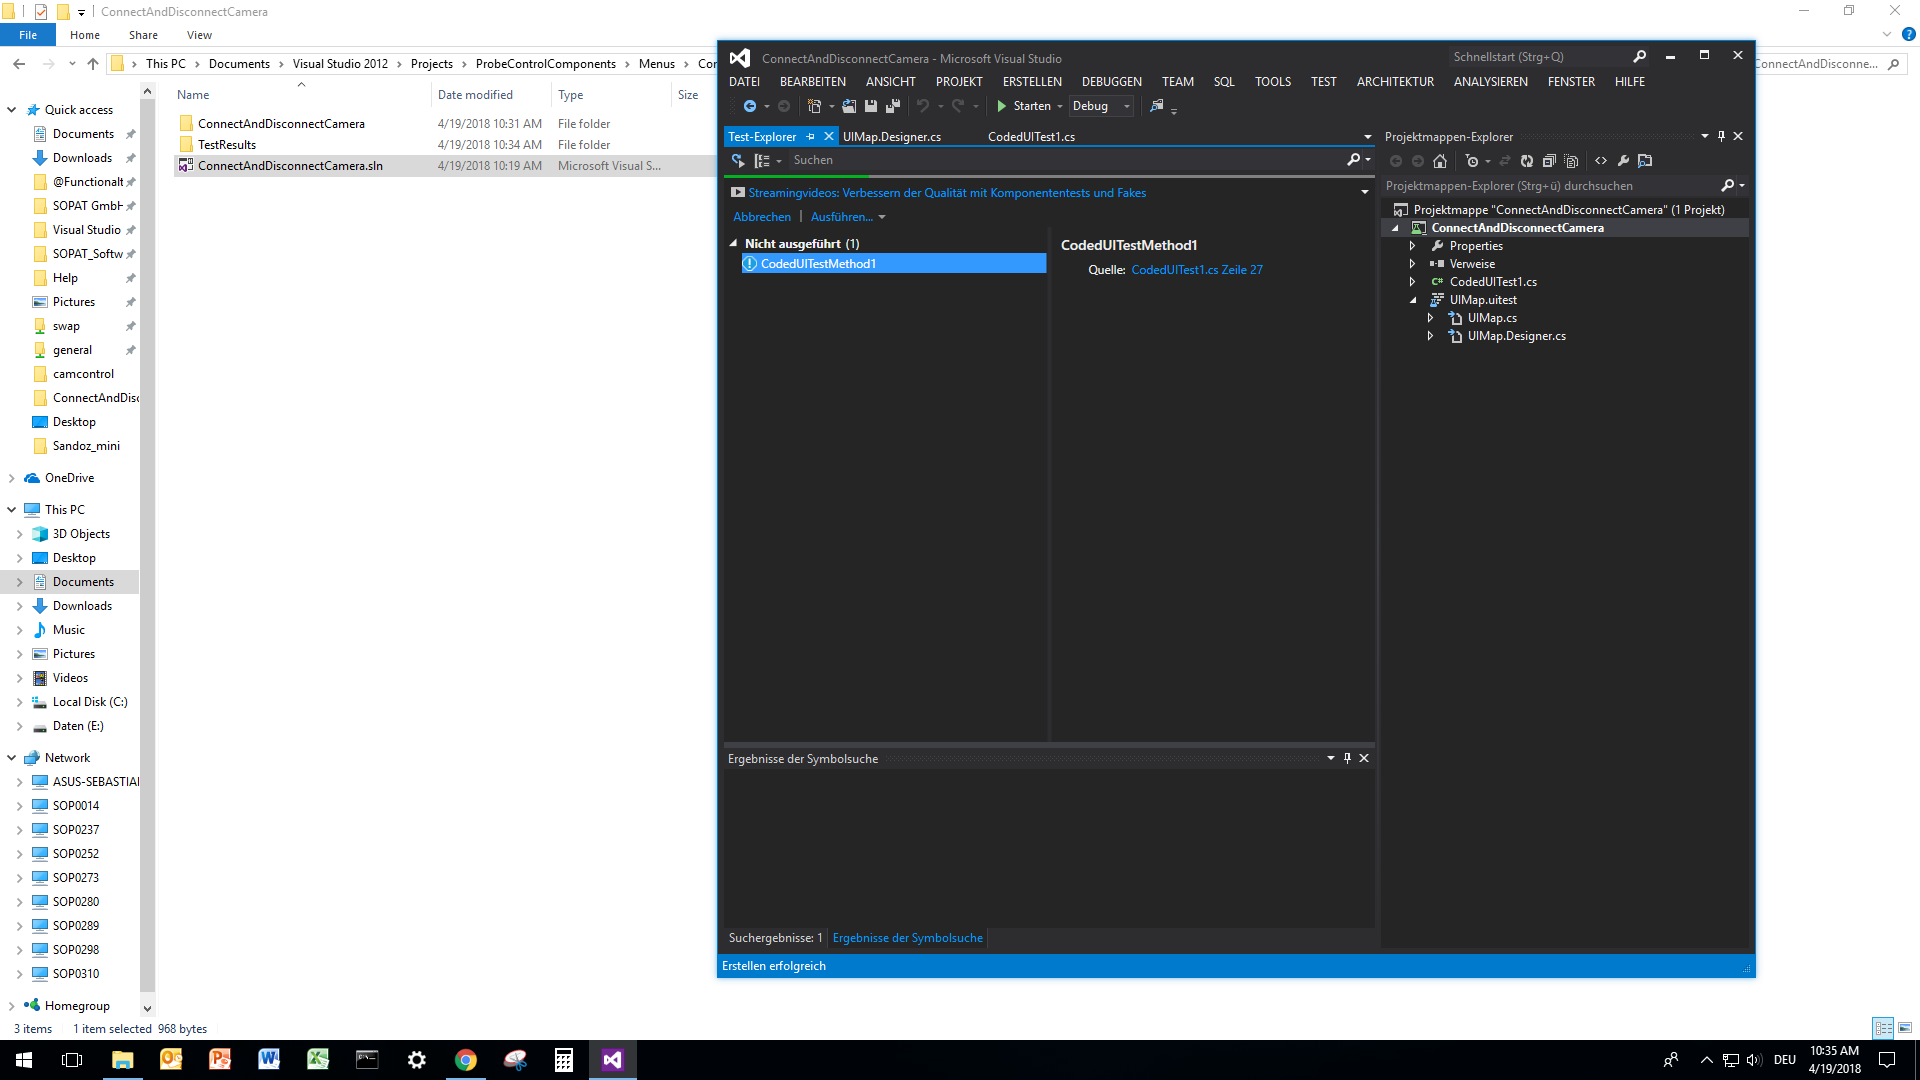 ConnectAndDisconnectCamera
File Home Share View
This PC Documents Visual Studio 2012 Projects ProbeControlComponents Menus Cor
ConnectAndDisconne...
Name Date modified Type Size
ConnectAndDisconnectCamera 4/19/2018 10:31 AM File folder
TestResults 4/19/2018 10:34 AM File folder
ConnectAndDisconnectCamera.sln 4/19/2018 10:19 AM Microsoft Visual S...
Quick access
Documents
Downloads
@Functionalt
SOPAT GmbH
Visual Studio
SOPAT_Softw
Help
Pictures
swap
general
camcontrol
ConnectAndDisc
Desktop
Sandoz_mini
OneDrive
This PC
3D Objects
Desktop
Documents
Downloads
Music
Pictures
Videos
Local Disk (C:)
Daten (E:)
Network
ASUS-SEBASTIAN
SOP0014
SOP0237
SOP0252
SOP0273
SOP0280
SOP0289
SOP0298
SOP0310
Homegroup
3 items 1 item selected 968 bytes
ConnectAndDisconnectCamera - Microsoft Visual Studio
Schnellstart (Strg+Q)
DATEI BEARBEITEN ANSICHT PROJEKT ERSTELLEN DEBUGGEN TEAM SQL TOOLS TEST ARCHITEKTUR ANALYSIEREN FENSTER HILFE
Starten Debug
Test-Explorer UIMap.Designer.cs CodedUITest1.cs
Suchen
Streamingvideos: Verbessern der Qualität mit Komponententests und Fakes
Abbrechen Ausführen...
Nicht ausgeführt (1)
CodedUITestMethod1
CodedUITestMethod1
Quelle: CodedUITest1.cs Zeile 27
Ergebnisse der Symbolsuche
Suchergebnisse: 1 Ergebnisse der Symbolsuche
Erstellen erfolgreich
Projektmappen-Explorer
Projektmappen-Explorer (Strg+ü) durchsuchen
Projektmappe "ConnectAndDisconnectCamera" (1 Projekt)
ConnectAndDisconnectCamera
Properties
Verweise
C# CodedUITest1.cs
UIMap.uitest
UIMap.cs
UIMap.Designer.cs
DEU
10:35 AM
4/19/2018